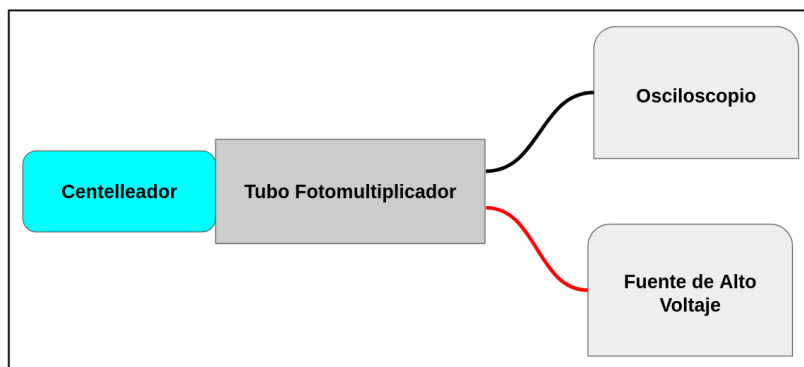 Osciloscopio
Centelleador
Tubo Fotomultiplicador
Fuente de Alto
Voltaje